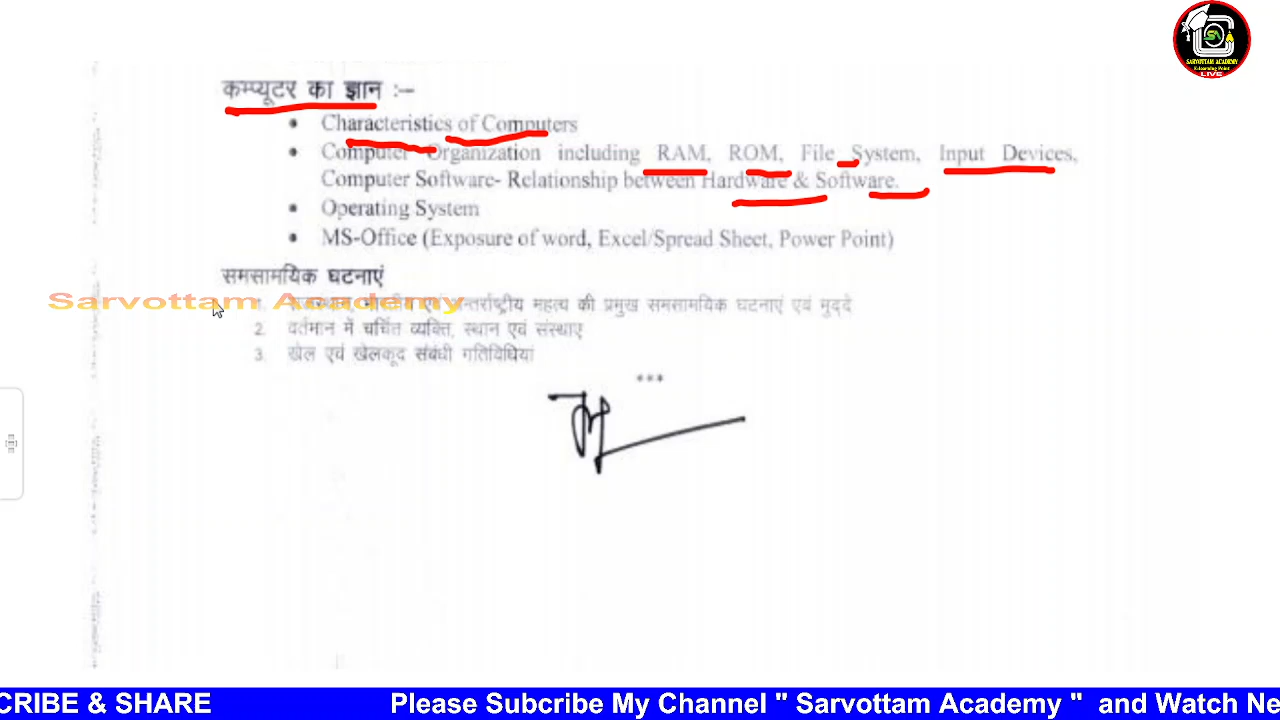 SARVOTTAM ACADEMY
E-learning Point
LIVE
कम्प्यूटर का ज्ञान :–
• Characteristics of Computers
• Computer Organization including RAM, ROM, File System, Input Devices,
Computer Software- Relationship between Hardware & Software.
• Operating System
• MS-Office (Exposure of word, Excel/Spread Sheet, Power Point)
समसामयिक घटनाएं
Sarvottam Academy
महत्व की प्रमुख समसामयिक घटनाएं एवं मुद्दे
2. वर्तमान में चर्चित व्यक्ति, स्थान एवं संस्थाए
3. खेल एवं खेलकूद संबंधी गतिविधियां
***
CRIBE & SHARE Please Subcribe My Channel " Sarvottam Academy " and Watch Ne